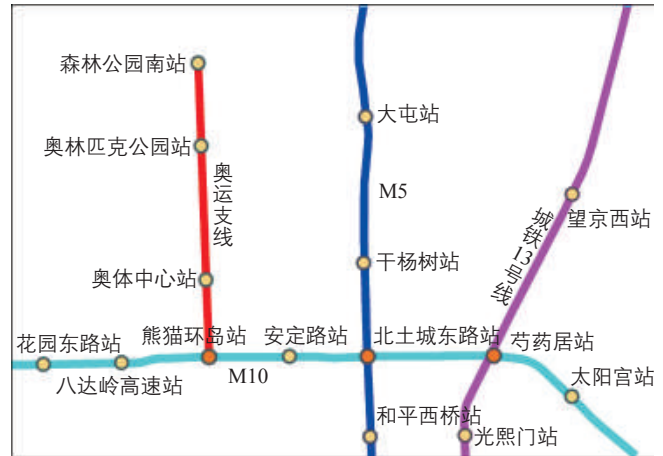 森林公园南站
大屯站
奥林匹克公园站
奥运支线
M5
望京西站
城铁13号线
干杨树站
奥体中心站
花园东路站
熊猫环岛站
安定路站
北土城东路站
芍药居站
八达岭高速站
M10
太阳宫站
和平西桥站
光熙门站